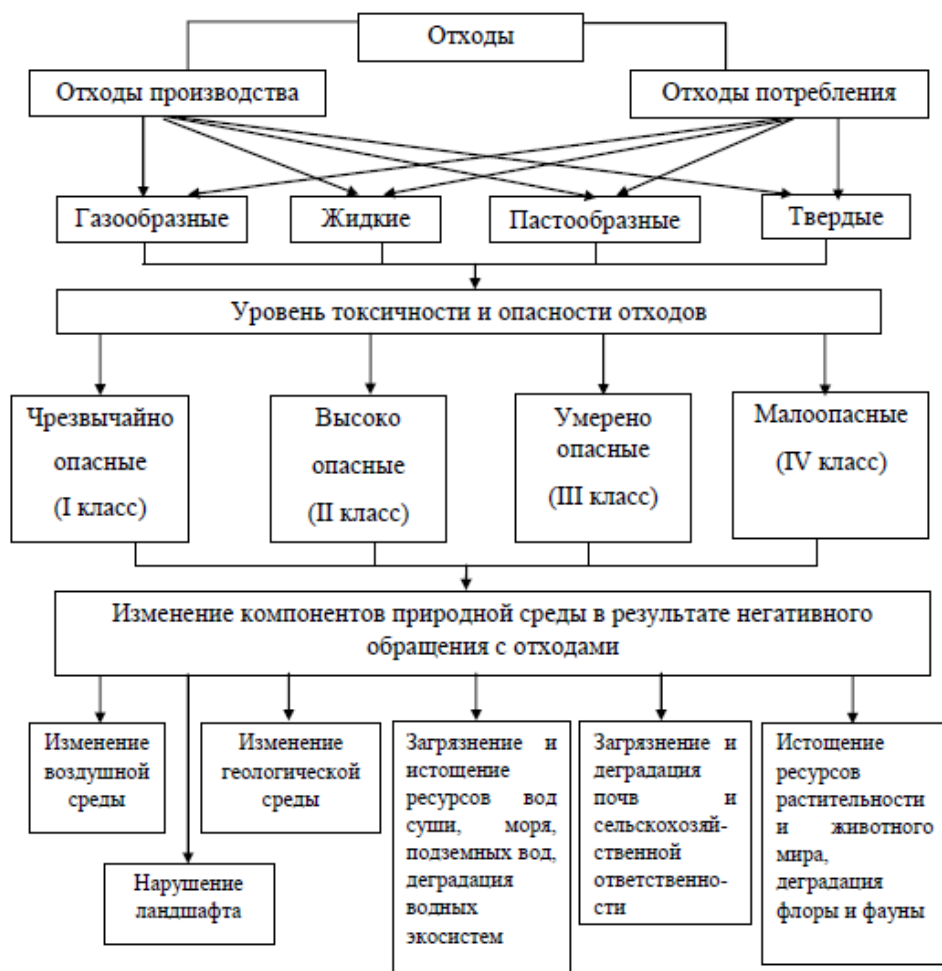 Отходы
Отходы производства
Отходы потребления
Газообразные
Жидкие
Пастообразные
Твердые
Уровень токсичности и опасности отходов
Чрезвычайно
опасные
(I класс)
Высоко
опасные
(II класс)
Умерено
опасные
(III класс)
Малоопасные
(IV класс)
Изменение компонентов природной среды в результате негативного
обращения с отходами
Изменение
воздушной
среды
Нарушение
ландшафта
Изменение
геологической
среды
Загрязнение и
истощение
ресурсов вод
суши, моря,
подземных вод,
деградация
водных
экосистем
Загрязнение и
деградация
почв и
сельскохозяй-
ственной
ответственно-
сти
Истощение
ресурсов
растительности
и животного
мира,
деградация
флоры и фауны